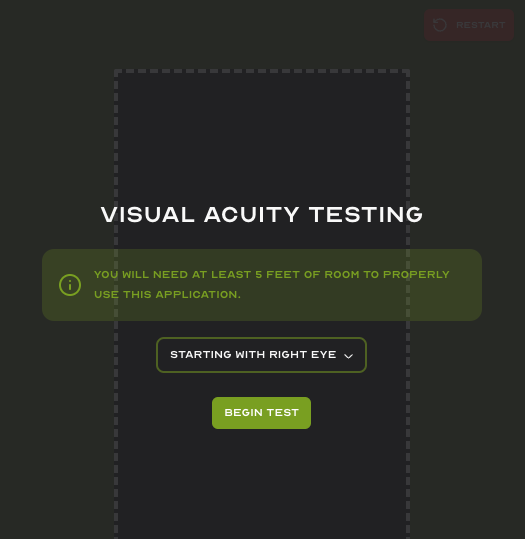 RESTART
VISUAL ACUITY TESTING
YOU WILL NEED AT LEAST 5 FEET OF ROOM TO PROPERLY
USE THIS APPLICATION.
STARTING WITH RIGHT EYE
BEGIN TEST